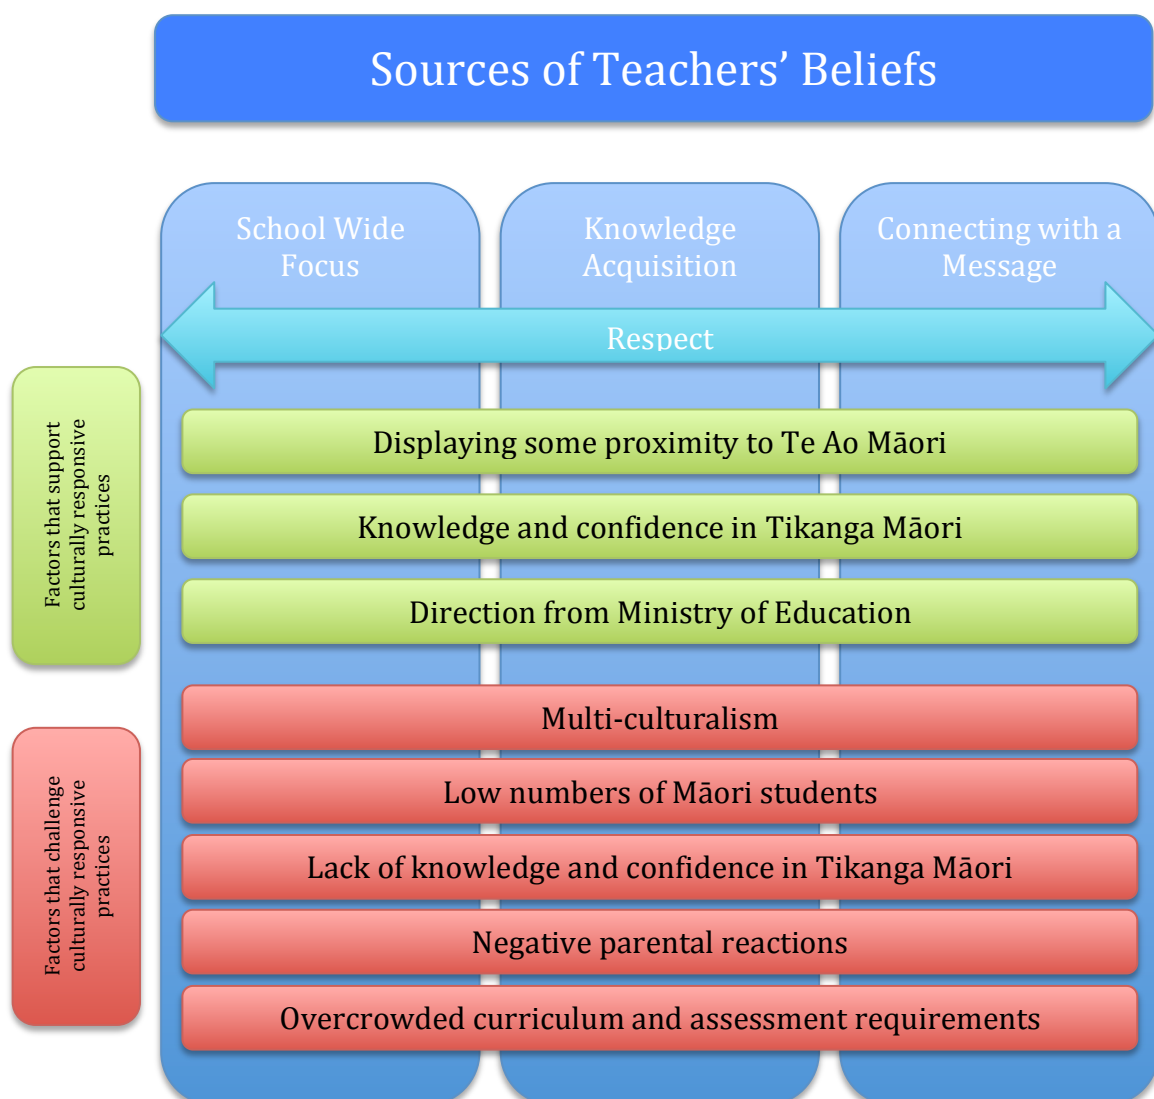 Sources of Teachers’ Beliefs
School Wide
Focus
Knowledge
Acquisition
Connecting with a
Message
Respect
Factors that support
culturally responsive
practices
Displaying some proximity to Te Ao Māori
Knowledge and confidence in Tikanga Māori
Direction from Ministry of Education
Factors that challenge
culturally responsive
practices
Multi-culturalism
Low numbers of Māori students
Lack of knowledge and confidence in Tikanga Māori
Negative parental reactions
Overcrowded curriculum and assessment requirements